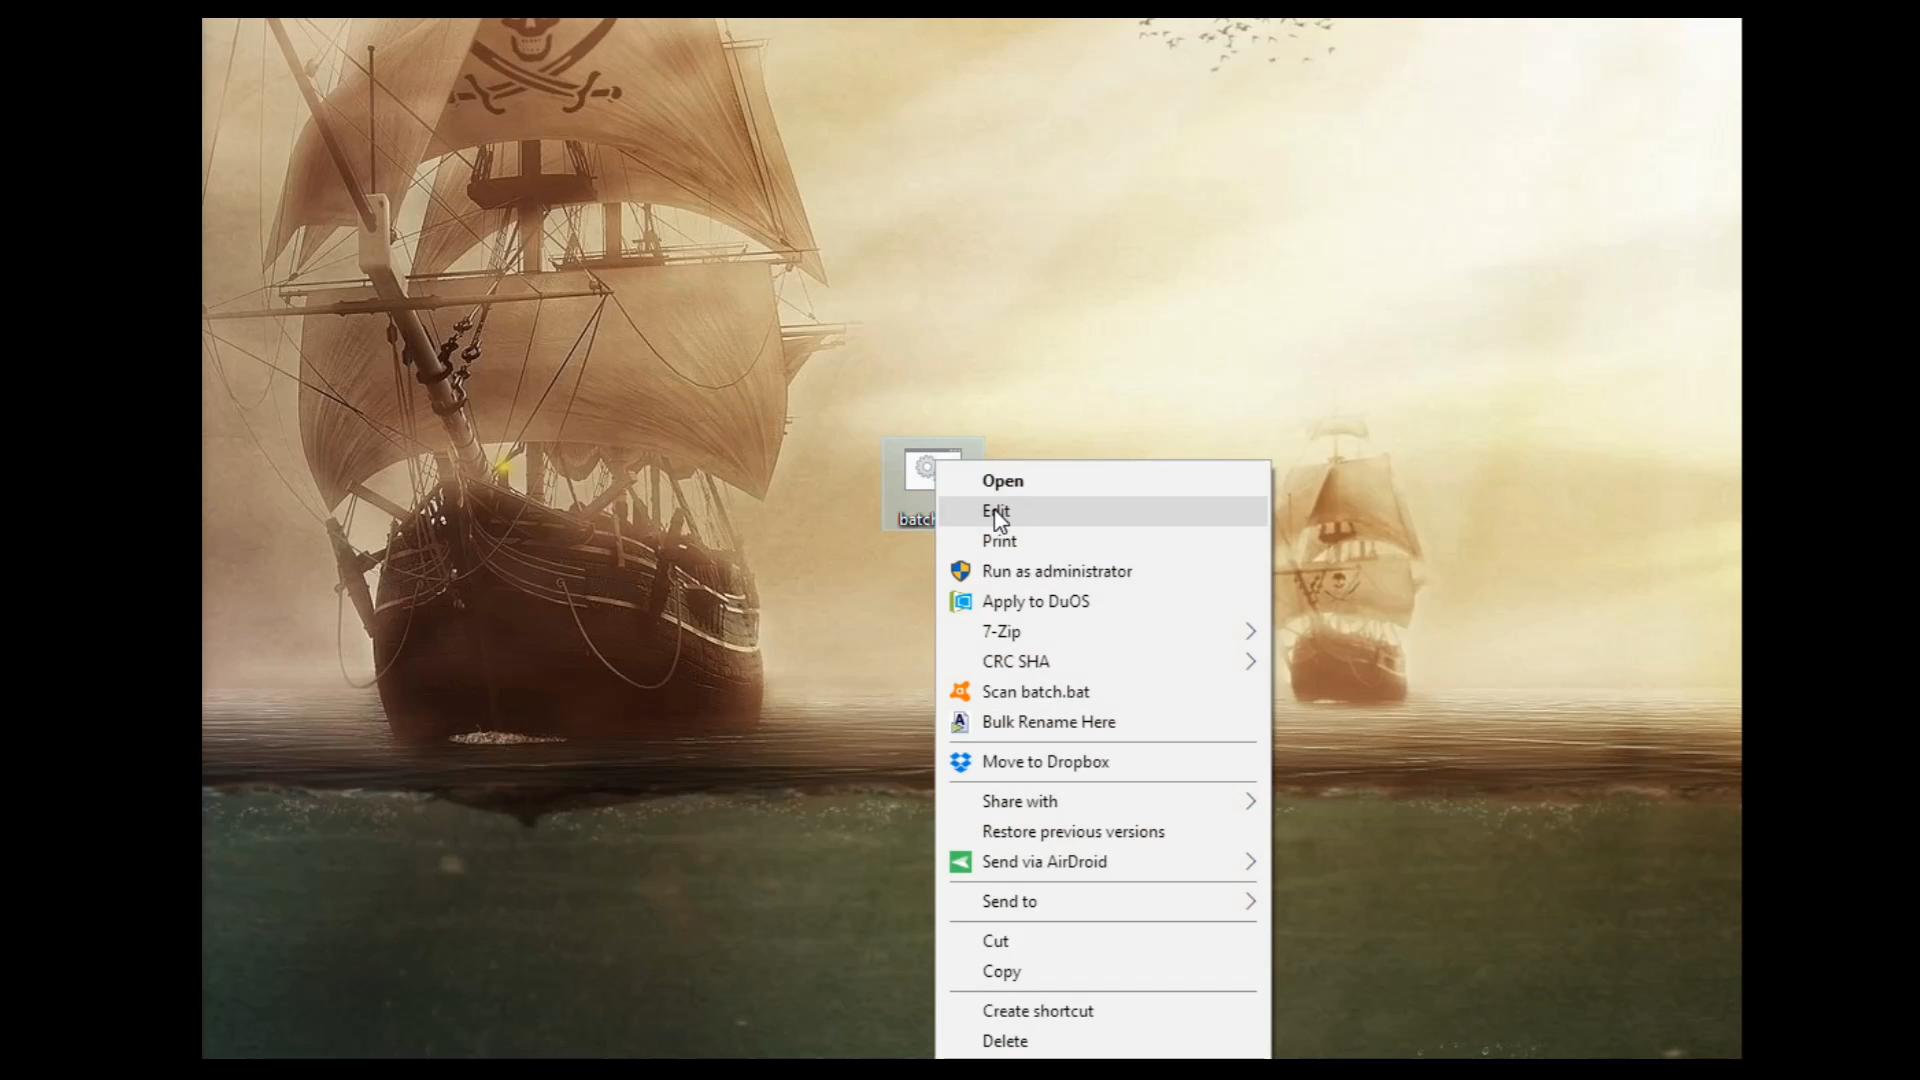 batch
Open
Edit
Print
Run as administrator
Apply to DuOS
7-Zip
CRC SHA
Scan batch.bat
Bulk Rename Here
Move to Dropbox
Share with
Restore previous versions
Send via AirDroid
Send to
Cut
Copy
Create shortcut
Delete